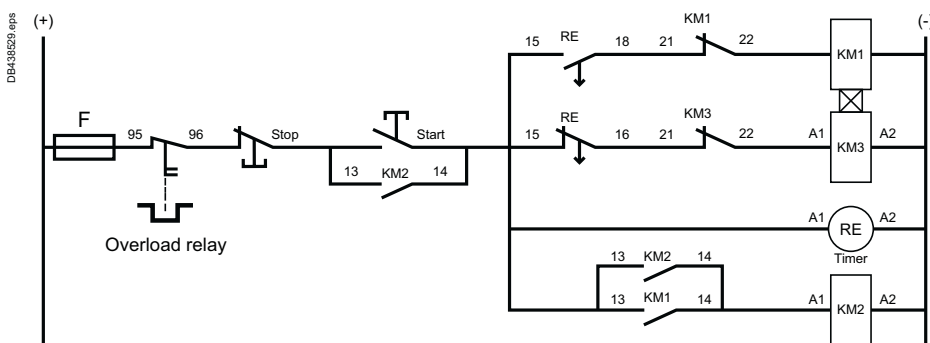 DB438529.eps
(+)
(-)
F
95
96
Stop
Start
13
KM2
14
Overload relay
15
RE
18
21
KM1
22
KM1
15
RE
16
21
KM3
22
A1
KM3
A2
A1
RE
A2
Timer
13
KM2
14
13
KM1
14
A1
KM2
A2